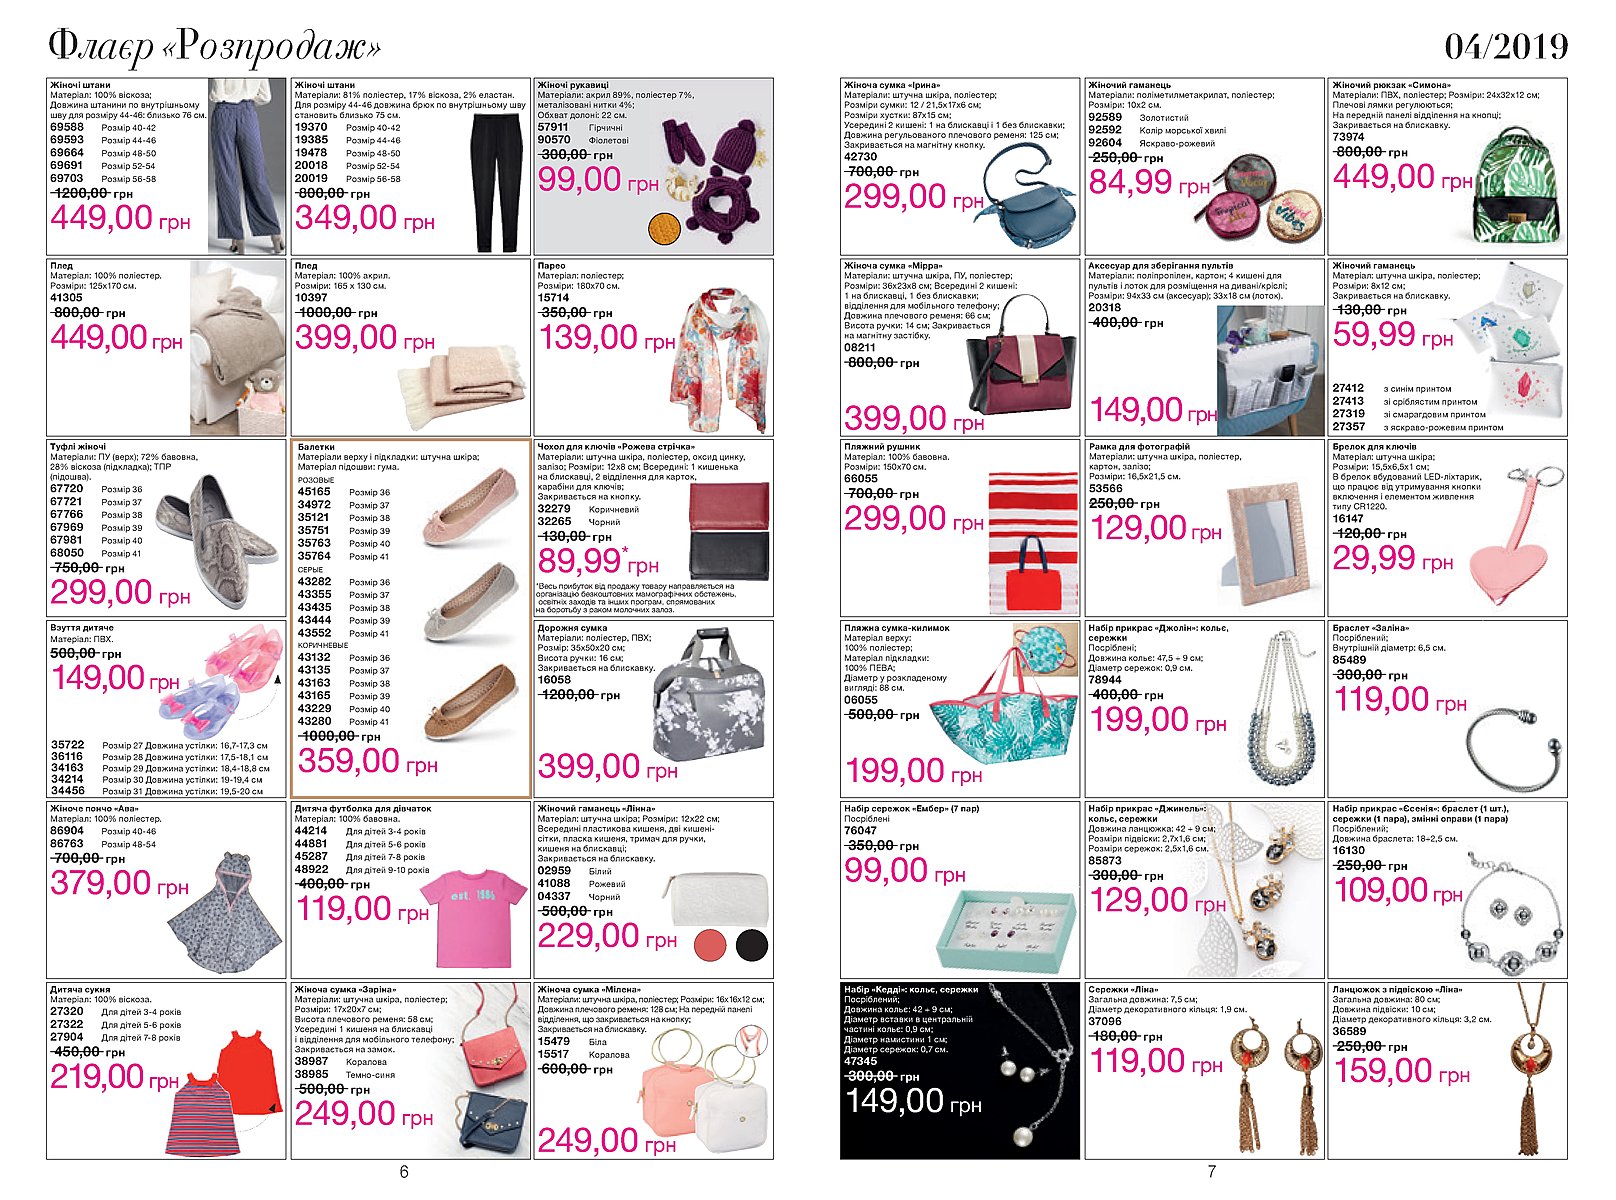 Флаєр «Розпродаж»
04/2019
Жіночі штани
Матеріал: 100% віскоза;
Довжина штанини по внутрішньому
шву для розміру 44-46: близько 76 см.
69588 Розмір 40-42
69593 Розмір 44-46
69664 Розмір 48-50
69691 Розмір 52-54
69703 Розмір 56-58
1200,00 грн
449,00 грн
Жіночі штани
Матеріали: 81% поліестер, 17% віскоза, 2% еластан.
Для розміру 44-46 довжина брюк по внутрішньому шву
становить близько 75 см.
19370 Розмір 40-42
19385 Розмір 44-46
19478 Розмір 48-50
20018 Розмір 52-54
20019 Розмір 56-58
800,00 грн
349,00 грн
Жіночі рукавиці
Матеріали: акрил 89%, поліестер 7%,
металізовані нитки 4%;
Обхват долоні: 22 см.
57911 Гірчичні
90570 Фіолетові
300,00 грн
99,00 грн
Плед
Матеріал: 100% поліестер.
Розміри: 125х170 см.
41305
800,00 грн
449,00 грн
Плед
Матеріал: 100% акрил.
Розміри: 165 х 130 см.
10397
1000,00 грн
399,00 грн
Парео
Матеріал: поліестер;
Розміри: 180х70 см.
15714
350,00 грн
139,00 грн
Туфлі жіночі
Матеріали: ПУ (верх); 72% бавовна,
28% віскоза (підкладка); ТПР
(підошва).
67720 Розмір 36
67721 Розмір 37
67766 Розмір 38
67969 Розмір 39
67981 Розмір 40
68050 Розмір 41
750,00 грн
299,00 грн
Балетки
Матеріали верху і підкладки: штучна шкіра;
Матеріал підошви: гума.
РОЗОВЫЕ
45165 Розмір 36
34972 Розмір 37
35121 Розмір 38
35751 Розмір 39
35763 Розмір 40
35764 Розмір 41
СЕРЫЕ
43282 Розмір 36
43355 Розмір 37
43435 Розмір 38
43444 Розмір 39
43552 Розмір 41
КОРИЧНЕВЫЕ
43132 Розмір 36
43135 Розмір 37
43163 Розмір 38
43165 Розмір 39
43229 Розмір 40
43280 Розмір 41
1000,00 грн
359,00 грн
Чохол для ключів «Рожева стрічка»
Матеріали: штучна шкіра, поліестер, оксид цинку,
залізо; Розміри: 12х8 см; Всередині: 1 кишенька
на блискавці, 2 відділення для карток,
карабіни для ключів;
Закривається на кнопку.
32279 Коричневий
32265 Чорний
130,00 грн
89,99* грн
*Весь прибуток від продажу товару направляється на
організацію безкоштовних мамографічних обстежень,
освітніх заходів та інших програм, спрямованих
на боротьбу з раком молочних залоз.
Взуття дитяче
Матеріал: ПВХ.
500,00 грн
149,00 грн
35722 Розмір 27 Довжина устілки: 16,7-17,3 см
36116 Розмір 28 Довжина устілки: 17,5-18,1 см
34163 Розмір 29 Довжина устілки: 18,4-18,8 см
34214 Розмір 30 Довжина устілки: 19-19,4 см
34456 Розмір 31 Довжина устілки: 19,5-20 см
Дорожня сумка
Матеріали: поліестер, ПВХ;
Розмір: 35х50х20 см;
Висота ручки: 16 см;
Закривається на блискавку.
16058
1200,00 грн
399,00 грн
Жіноче пончо «Ава»
Матеріал: 100% поліестер.
86904 Розмір 40-46
86763 Розмір 48-54
700,00 грн
379,00 грн
Дитяча футболка для дівчаток
Матеріал: 100% бавовна.
44214 Для дітей 3-4 років
44881 Для дітей 5-6 років
45287 Для дітей 7-8 років
48922 Для дітей 9-10 років
400,00 грн
119,00 грн
est. 1886
Жіночий гаманець «Лінна»
Матеріал: штучна шкіра; Розміри: 12х22 см;
Всередині пластикова кишеня, дві кишені-
сітки, пласка кишеня, тримач для ручки,
кишеня на блискавці;
Закривається на блискавку.
02959 Білий
41088 Рожевий
04337 Чорний
500,00 грн
229,00 грн
Дитяча сукня
Матеріал: 100% віскоза.
27320 Для дітей 3-4 років
27322 Для дітей 5-6 років
27904 Для дітей 7-8 років
450,00 грн
219,00 грн
Жіноча сумка «Заріна»
Матеріали: штучна шкіра, поліестер;
Розміри: 17х20х7 см;
Висота плечового ременя: 58 см;
Усередині 1 кишеня на блискавці
і відділення для мобільного телефону;
Закривається на замок.
38987 Коралова
38985 Темно-синя
500,00 грн
249,00 грн
Жіноча сумка «Мілена»
Матеріали: штучна шкіра, поліестер; Розміри: 16х16х12 см;
Довжина плечового ременя: 128 см; На передній панелі
відділення, що закривається на кнопку;
Закривається на блискавку.
15479 Біла
15517 Коралова
600,00 грн
249,00 грн
6
Жіноча сумка «Ірина»
Матеріали: штучна шкіра, поліестер;
Розміри сумки: 12 / 21,5х17х6 см;
Розміри хустки: 87х15 см;
Усередині 2 кишені: 1 на блискавці і 1 без блискавки;
Довжина регульованого плечового ременя: 125 см;
Закривається на магнітну кнопку.
42730
700,00 грн
299,00 грн
Жіночий гаманець
Матеріали: поліметилметакрилат, поліестер;
Розміри: 10х2 см.
92589 Золотистий
92592 Колір морської хвилі
92604 Яскраво-рожевий
250,00 грн
84,99 грн
Tropical
Good
Vibes
Жіночий рюкзак «Симона»
Матеріали: ПВХ, поліестер; Розміри: 24х32х12 см;
Плечові лямки регулюються;
На передній панелі відділення на кнопці;
Закривається на блискавку.
73974
800,00 грн
449,00 грн
Жіноча сумка «Мірра»
Матеріали: штучна шкіра, ПУ, поліестер;
Розміри: 36х23х8 см; Всередині 2 кишені:
1 на блискавці, 1 без блискавки;
відділення для мобільного телефону;
Довжина плечового ременя: 66 см;
Висота ручки: 14 см; Закривається
на магнітну застібку.
08211
800,00 грн
399,00 грн
Аксесуар для зберігання пультів
Матеріали: поліпропілен, картон; 4 кишені для
пультів і лоток для розміщення на дивані/кріслі;
Розміри: 94х33 см (аксесуар); 33х18 см (лоток).
20318
400,00 грн
149,00 грн
Жіночий гаманець
Матеріали: штучна шкіра, поліестер;
Розміри: 8х12 см;
Закривається на блискавку.
130,00 грн
59,99 грн
27412 з синім принтом
27413 зі сріблястим принтом
27319 зі смарагдовим принтом
27357 з яскраво-рожевим принтом
Пляжний рушник
Матеріал: 100% бавовна.
Розміри: 150х70 см.
66055
700,00 грн
299,00 грн
Рамка для фотографій
Матеріали: штучна шкіра, поліестер,
картон, залізо;
Розміри: 16,5х21,5 см.
53566
250,00 грн
129,00 грн
Брелок для ключів
Матеріал: штучна шкіра;
Розміри: 15,5х6,5х1 см;
В брелок вбудований LED-ліхтарик,
що працює від утримування кнопки
включення і елементом живлення
типу CR1220.
16147
120,00 грн
29,99 грн
Пляжна сумка-килимок
Матеріал верху:
100% поліестер;
Матеріал підкладки:
100% ПЕВА;
Діаметр у розкладеному
вигляді: 88 см.
06055
500,00 грн
199,00 грн
Набір прикрас «Джолін»: кольє,
сережки
Посріблені;
Довжина кольє: 47,5 + 9 см;
Діаметр сережок: 0,9 см.
78944
400,00 грн
199,00 грн
Браслет «Заліна»
Посріблений;
Внутрішній діаметр: 6,5 см.
85489
300,00 грн
119,00 грн
Набір сережок «Ембер» (7 пар)
Посріблені
76047
350,00 грн
99,00 грн
Набір прикрас «Джинель»:
кольє, сережки
Довжина ланцюжка: 42 + 9 см;
Розміри підвіски: 2,7х1,6 см;
Розміри сережок: 2,5х1,6 см.
85873
300,00 грн
129,00 грн
Набір прикрас «Єсенія»: браслет (1 шт.),
сережки (1 пара), змінні оправи (1 пара)
Посріблений;
Довжина браслета: 18+2,5 см.
16130
250,00 грн
109,00 грн
Набір «Кедді»: кольє, сережки
Посріблений;
Довжина кольє: 42 + 9 см;
Діаметр вставки в центральній
частині кольє: 0,9 см;
Діаметр намистини 1 см;
Діаметр сережок: 0,7 см.
47345
300,00 грн
149,00 грн
Сережки «Ліна»
Загальна довжина: 7,5 см;
Діаметр декоративного кільця: 1,9 см.
37096
180,00 грн
119,00 грн
Ланцюжок з підвіскою «Ліна»
Загальна довжина: 80 см;
Довжина підвіски: 10 см;
Діаметр декоративного кільця: 3,2 см.
36589
250,00 грн
159,00 грн
7